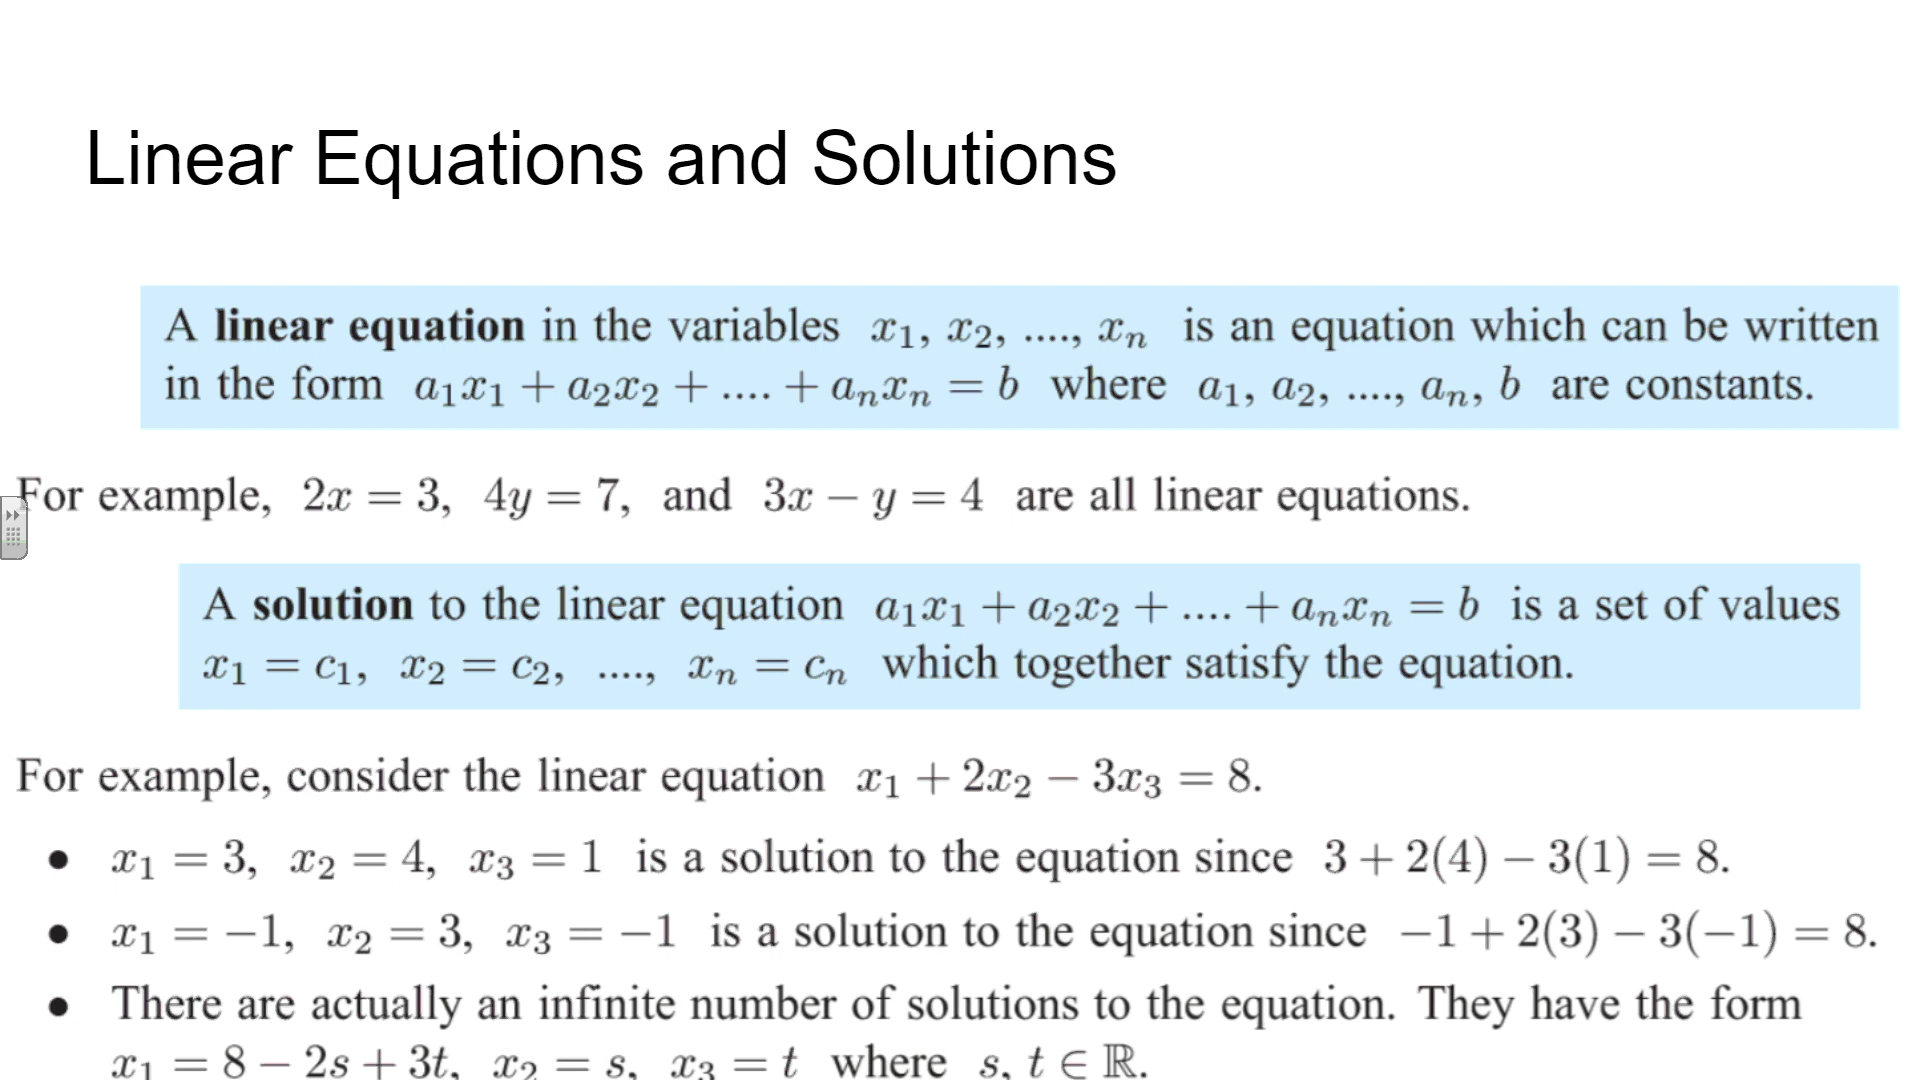 Linear Equations and Solutions
A linear equation in the variables x₁, x₂, ...., xₙ is an equation which can be written
in the form a₁x₁ + a₂x₂ + .... + aₙxₙ = b where a₁, a₂, ...., aₙ, b are constants.
For example, 2x = 3, 4y = 7, and 3x − y = 4 are all linear equations.
A solution to the linear equation a₁x₁ + a₂x₂ + .... + aₙxₙ = b is a set of values
x₁ = c₁, x₂ = c₂, ...., xₙ = cₙ which together satisfy the equation.
For example, consider the linear equation x₁ + 2x₂ − 3x₃ = 8.
• x₁ = 3, x₂ = 4, x₃ = 1 is a solution to the equation since 3 + 2(4) − 3(1) = 8.
• x₁ = −1, x₂ = 3, x₃ = −1 is a solution to the equation since −1 + 2(3) − 3(−1) = 8.
• There are actually an infinite number of solutions to the equation. They have the form
x₁ = 8 − 2s + 3t, x₂ = s, x₃ = t where s, t ∈ ℝ.